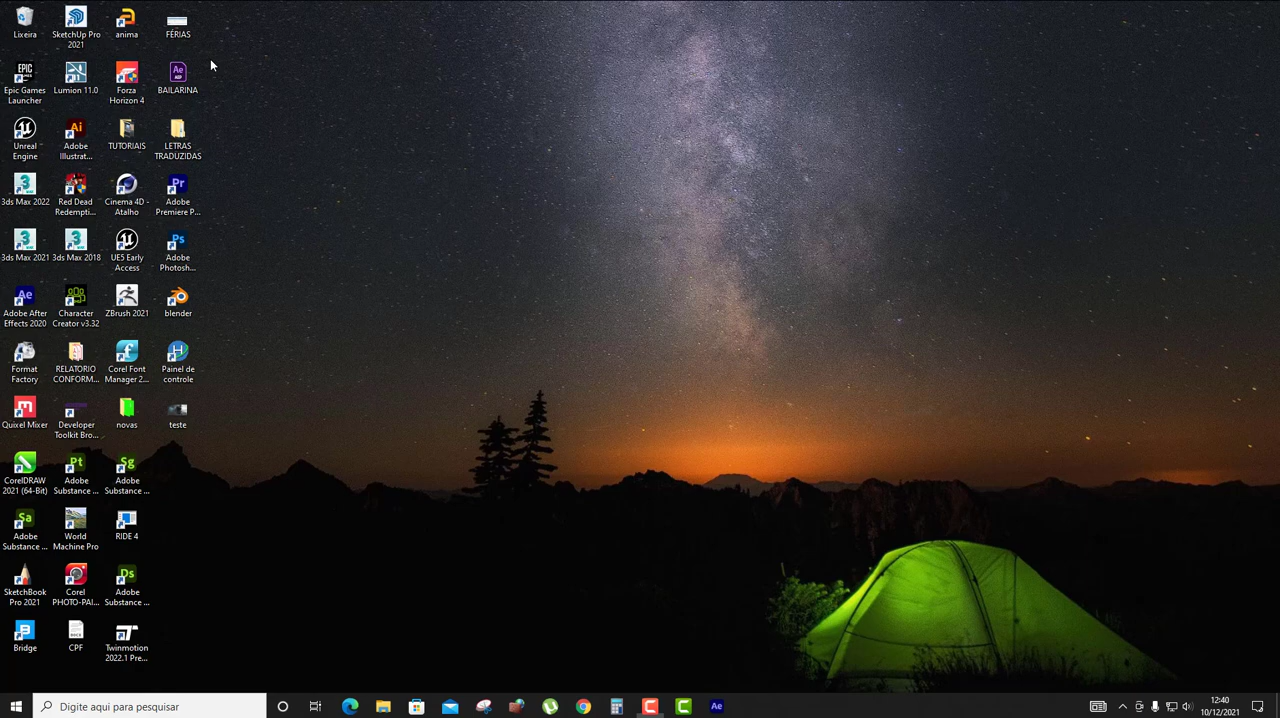 Lixeira
SketchUp Pro
2021
anima
FÉRIAS
Epic Games
Launcher
Lumion 11.0
Forza
Horizon 4
BAILARINA
Unreal
Engine
Adobe
Illustrat...
TUTORIAIS
LETRAS
TRADUZIDAS
3ds Max 2022
Red Dead
Redempti...
Cinema 4D -
Atalho
Adobe
Premiere P...
3ds Max 2021
3ds Max 2018
UE5 Early
Access
Adobe
Photosh...
Adobe After
Effects 2020
Character
Creator v3.32
ZBrush 2021
blender
Format
Factory
RELATORIO
CONFORM...
Corel Font
Manager 2...
Painel de
controle
Quixel Mixer
Developer
Toolkit Bro...
novas
teste
CorelDRAW
2021 (64-Bit)
Adobe
Substance ...
Adobe
Substance ...
Adobe
Substance ...
World
Machine Pro
RIDE 4
SketchBook
Pro 2021
Corel
PHOTO-PAI...
Adobe
Substance ...
Bridge
CPF
Twinmotion
2022.1 Pre...
Digite aqui para pesquisar
12:40
10/12/2021